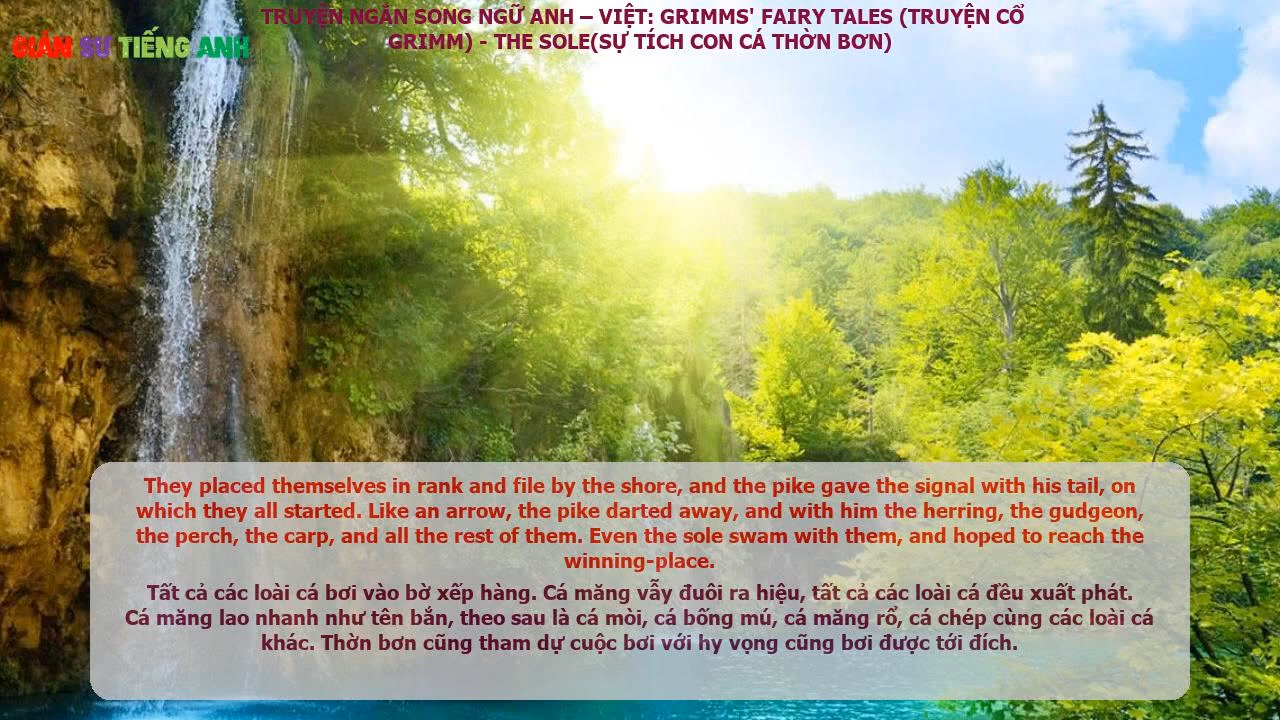 TRUYỆN NGẮN SONG NGỮ ANH – VIỆT: GRIMMS' FAIRY TALES (TRUYỆN CỔ
GRIMM) - THE SOLE(SỰ TÍCH CON CÁ THỜN BƠN)
GIÁN SỨ TIẾNG ANH
They placed themselves in rank and file by the shore, and the pike gave the signal with his tail, on
which they all started. Like an arrow, the pike darted away, and with him the herring, the gudgeon,
the perch, the carp, and all the rest of them. Even the sole swam with them, and hoped to reach the
winning-place.
Tất cả các loài cá bơi vào bờ xếp hàng. Cá măng vẫy đuôi ra hiệu, tất cả các loài cá đều xuất phát.
Cá măng lao nhanh như tên bắn, theo sau là cá mòi, cá bống mú, cá măng rổ, cá chép cùng các loài cá
khác. Thờn bơn cũng tham dự cuộc bơi với hy vọng cũng bơi được tới đích.